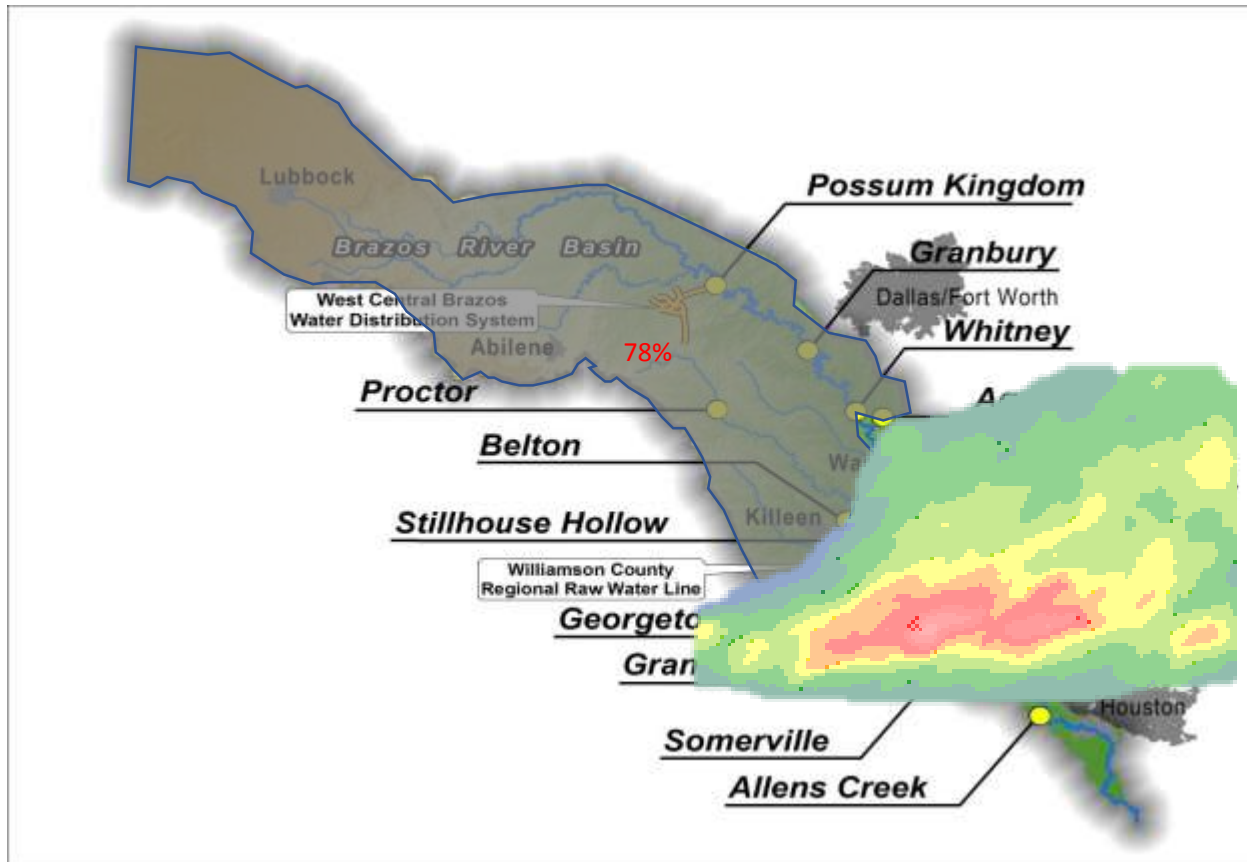 Lubbock
Possum Kingdom
Brazos River Basin
Granbury
Dallas/Fort Worth
West Central Brazos
Water Distribution System
Whitney
Abilene
78%
Proctor
Belton
Killeen
Stillhouse Hollow
Williamson County
Regional Raw Water Line
Houston
Somerville
Allens Creek